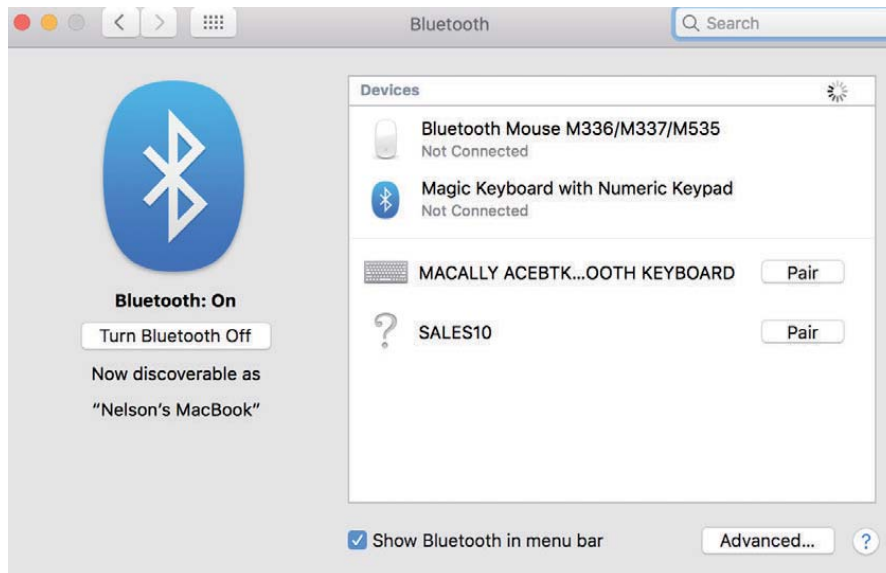 Bluetooth
Search
Devices
Bluetooth Mouse M336/M337/M535
Not Connected
Magic Keyboard with Numeric Keypad
Not Connected
MACALLY ACEBTK...OOTH KEYBOARD
Pair
SALES10
Pair
Bluetooth: On
Turn Bluetooth Off
Now discoverable as
“Nelson’s MacBook”
Show Bluetooth in menu bar
Advanced...
?